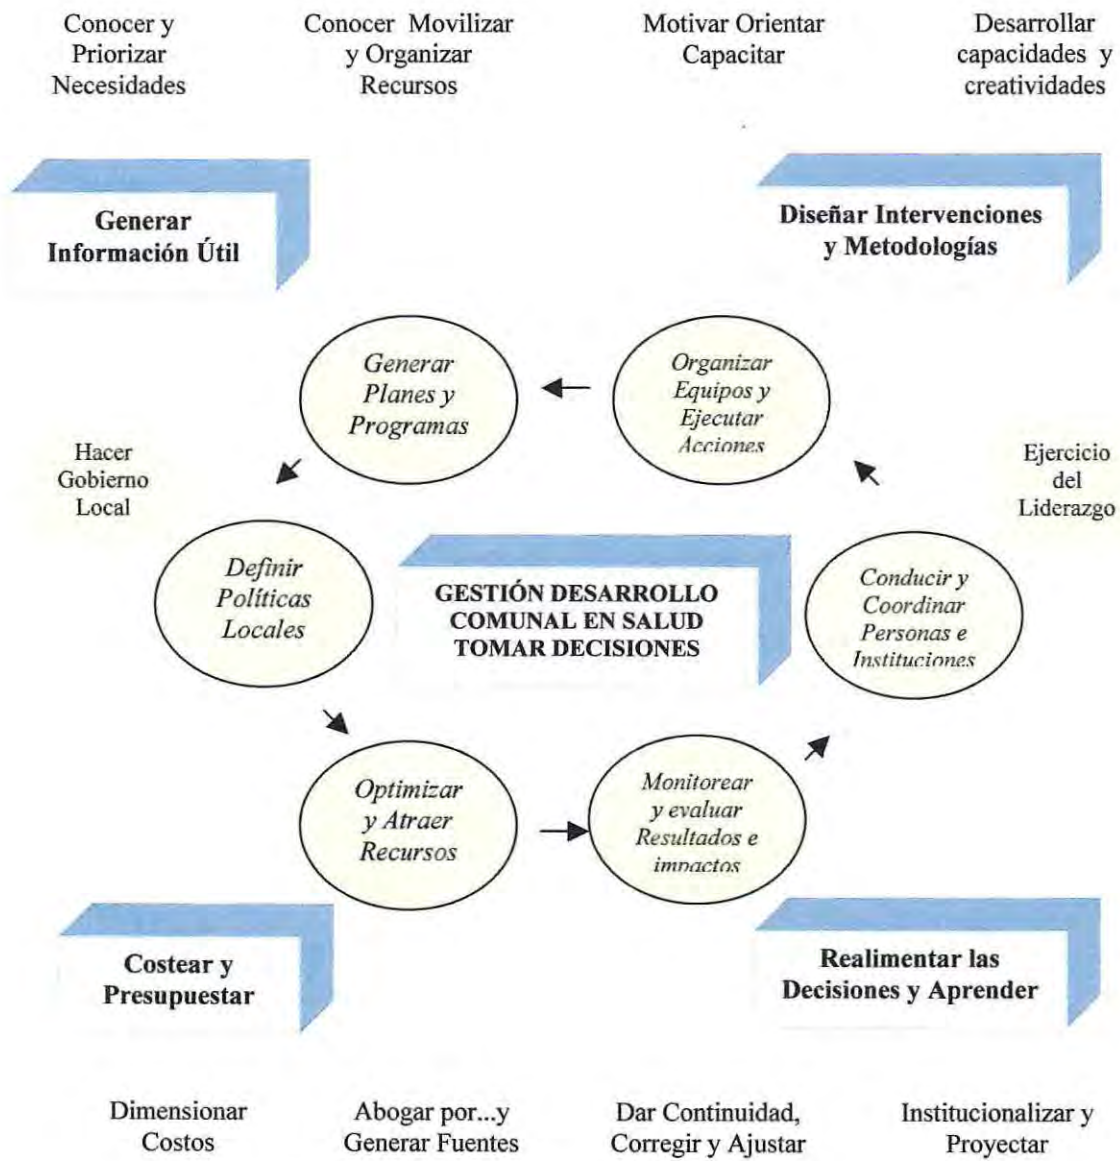 Conocer y
Priorizar
Necesidades
Conocer Movilizar
y Organizar
Recursos
Motivar Orientar
Capacitar
Desarrollar
capacidades y
creatividades
Generar
Información Útil
Diseñar Intervenciones
y Metodologías
Generar
Planes y
Programas
Organizar
Equipos y
Ejecutar
Acciones
Hacer
Gobierno
Local
Ejercicio
del
Liderazgo
Definir
Políticas
Locales
GESTIÓN DESARROLLO
COMUNAL EN SALUD
TOMAR DECISIONES
Conducir y
Coordinar
Personas e
Instituciones
Optimizar
y Atraer
Recursos
Monitorear
y evaluar
Resultados e
impactos
Costear y
Presupuestar
Realimentar las
Decisiones y Aprender
Dimensionar
Costos
Abogar por...y
Generar Fuentes
Dar Continuidad,
Corregir y Ajustar
Institucionalizar y
Proyectar